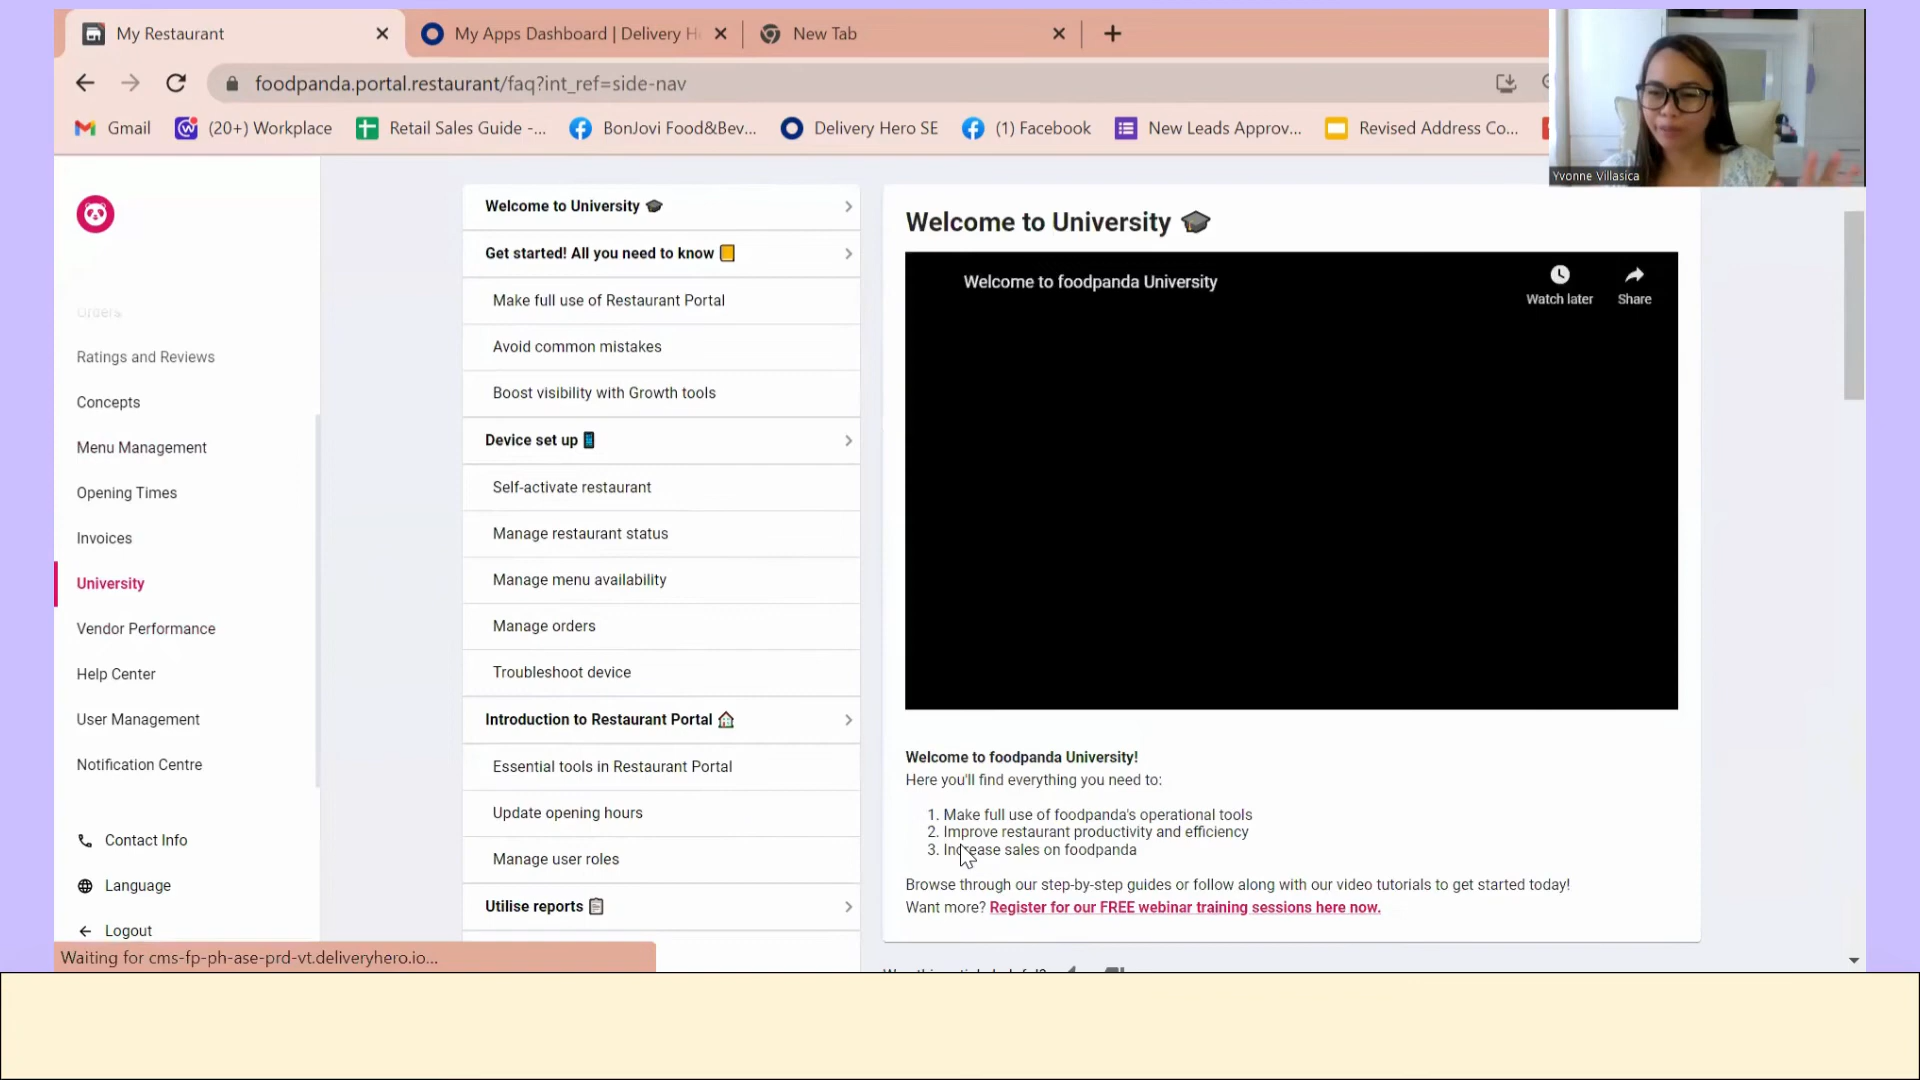 My Restaurant
My Apps Dashboard | Delivery H
New Tab
foodpanda.portal.restaurant/faq?int_ref=side-nav
Gmail
(20+) Workplace
Retail Sales Guide -...
BonJovi Food&Bev...
Delivery Hero SE
(1) Facebook
New Leads Approv...
Revised Address Co...
Yvonne Villasica
Orders
Ratings and Reviews
Concepts
Menu Management
Opening Times
Invoices
University
Vendor Performance
Help Center
User Management
Notification Centre
Contact Info
Language
Logout
Waiting for cms-fp-ph-ase-prd-vt.deliveryhero.io...
Welcome to University 🎓
Get started! All you need to know 📒
Make full use of Restaurant Portal
Avoid common mistakes
Boost visibility with Growth tools
Device set up 📱
Self-activate restaurant
Manage restaurant status
Manage menu availability
Manage orders
Troubleshoot device
Introduction to Restaurant Portal 🏠
Essential tools in Restaurant Portal
Update opening hours
Manage user roles
Utilise reports 📋
Welcome to University 🎓
Welcome to foodpanda University
Watch later
Share
Welcome to foodpanda University!
Here you'll find everything you need to:
1. Make full use of foodpanda's operational tools
2. Improve restaurant productivity and efficiency
3. Increase sales on foodpanda
Browse through our step-by-step guides or follow along with our video tutorials to get started today!
Want more? Register for our FREE webinar training sessions here now.